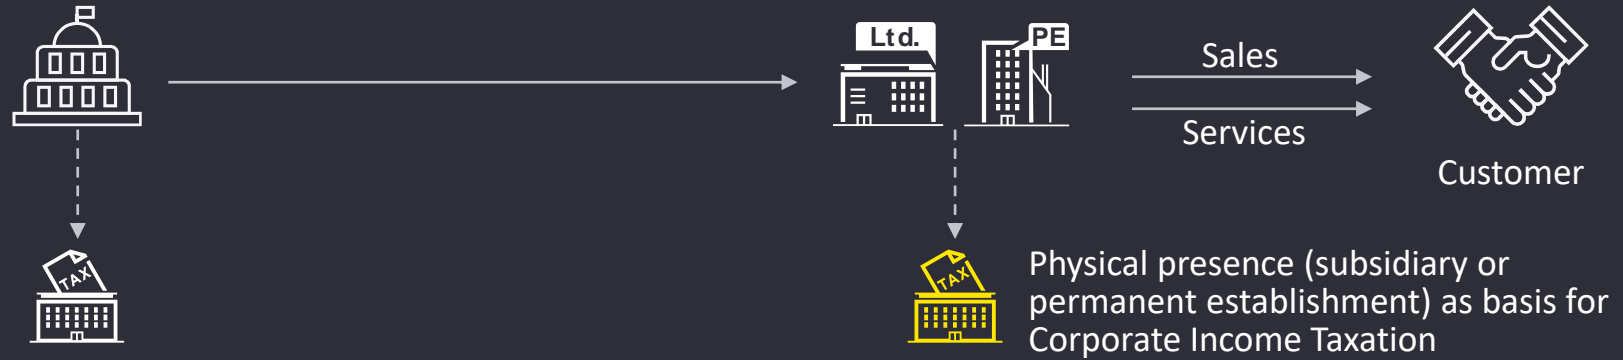 Ltd.
PE
Sales
Services
Customer
TAX
TAX
Physical presence (subsidiary or
permanent establishment) as basis for
Corporate Income Taxation